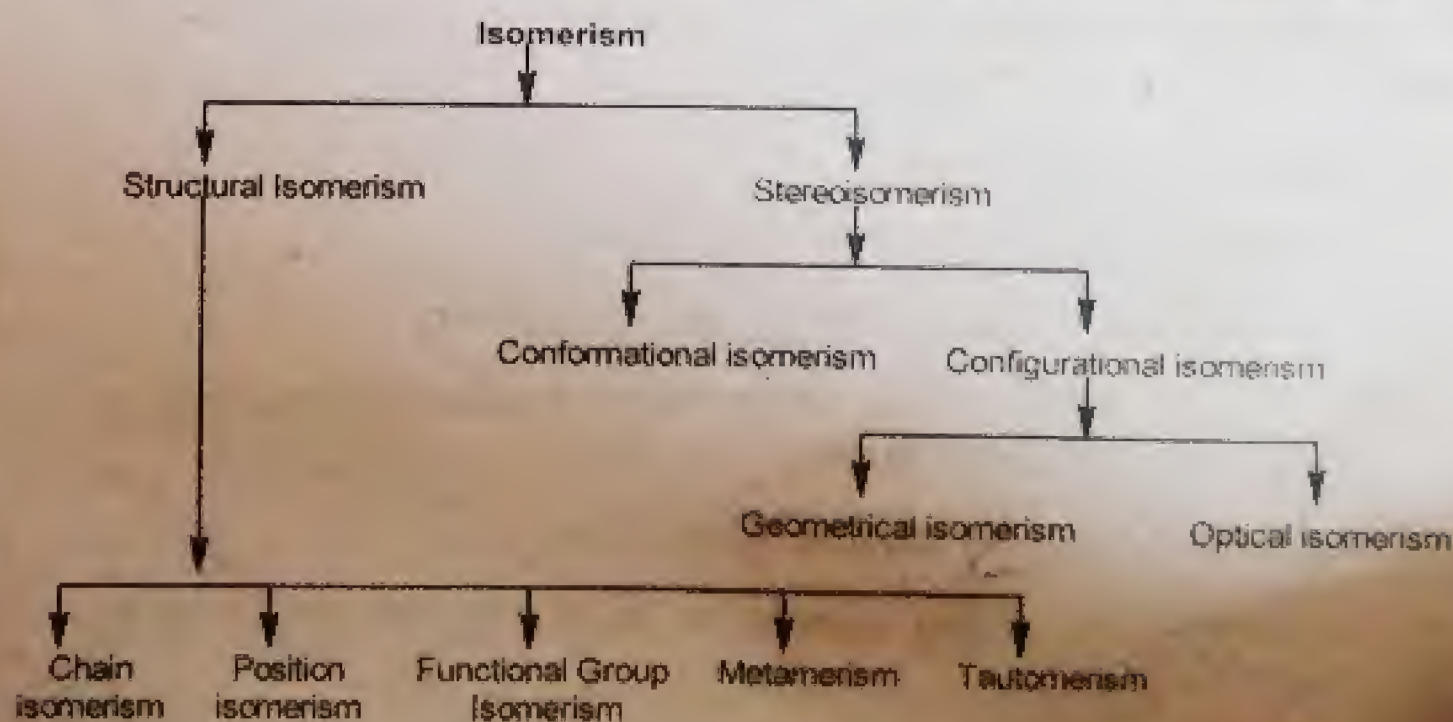 Isomerism
Structural Isomerism
Stereoisomerism
Conformational isomerism
Configurational isomerism
Geometrical isomerism
Optical isomerism
Chain
isomerism
Position
isomerism
Functional Group
Isomerism
Metamerism
Tautomerism